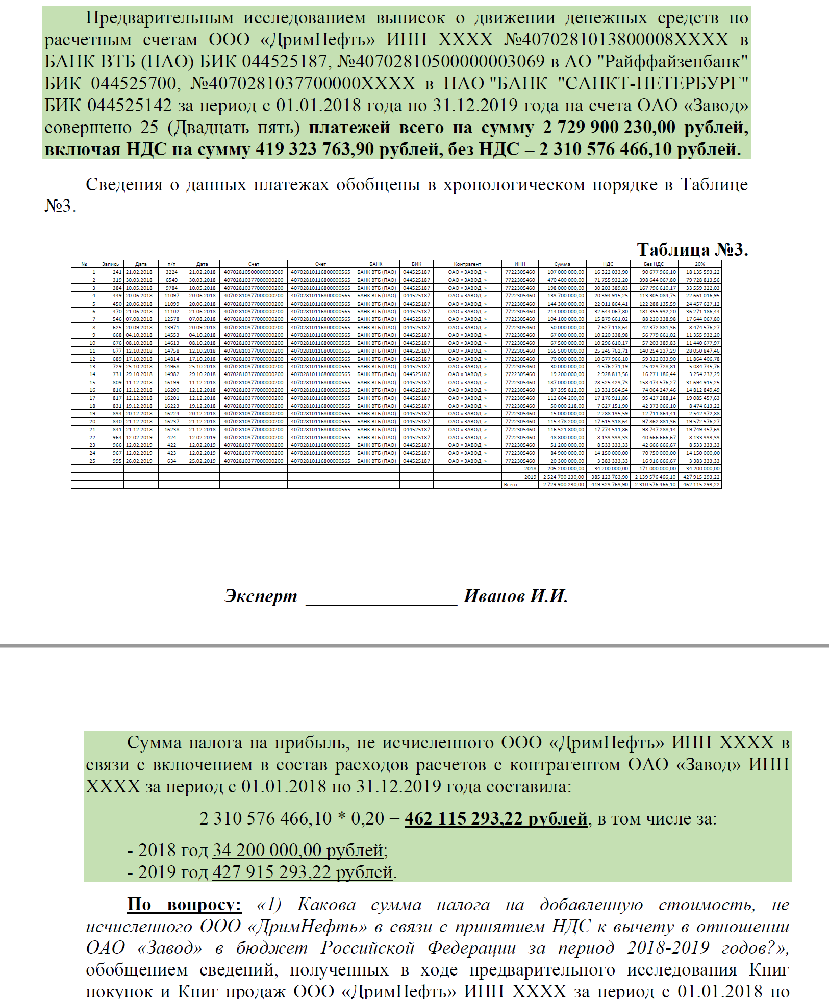 Предварительным исследованием выписок о движении денежных средств по
расчетным счетам ООО «ДримНефть» ИНН XXXX №4070281013800008XXXX в
БАНК ВТБ (ПАО) БИК 044525187, №40702810500000003069 в АО "Райффайзенбанк"
БИК 044525700, №4070281037700000XXXX в ПАО "БАНК "САНКТ-ПЕТЕРБУРГ"
БИК 044525142 за период с 01.01.2018 года по 31.12.2019 года на счета ОАО «Завод»
совершено 25 (Двадцать пять) платежей всего на сумму 2 729 900 230,00 рублей,
включая НДС на сумму 419 323 763,90 рублей, без НДС – 2 310 576 466,10 рублей.
Сведения о данных платежах обобщены в хронологическом порядке в Таблице
№3.
Таблица №3.
№ Запись Дата п/п Дата Счет Счет БАНК БИК Контрагент ИНН Сумма НДС Без НДС 20%
1 241 21.02.2018 3224 21.02.2018 40702810500000003069 40702810116800000565 БАНК ВТБ (ПАО) 044525187 ОАО « ЗАВОД » 7722305460 107 000 000,00 16 322 033,90 90 677 966,10 18 135 593,22
2 319 30.03.2018 6540 30.03.2018 40702810377000000200 40702810116800000565 БАНК ВТБ (ПАО) 044525187 ОАО « ЗАВОД » 7722305460 470 400 000,00 71 755 932,20 398 644 067,80 79 728 813,56
3 384 10.05.2018 9784 10.05.2018 40702810377000000200 40702810116800000565 БАНК ВТБ (ПАО) 044525187 ОАО « ЗАВОД » 7722305460 198 000 000,00 30 203 389,83 167 796 610,17 33 559 322,03
4 449 20.06.2018 11097 20.06.2018 40702810377000000200 40702810116800000565 БАНК ВТБ (ПАО) 044525187 ОАО « ЗАВОД » 7722305460 133 700 000,00 20 394 915,25 113 305 084,75 22 661 016,95
5 450 20.06.2018 11099 20.06.2018 40702810377000000200 40702810116800000565 БАНК ВТБ (ПАО) 044525187 ОАО « ЗАВОД » 7722305460 144 300 000,00 22 011 864,41 122 288 135,59 24 457 627,12
6 470 21.06.2018 11102 21.06.2018 40702810377000000200 40702810116800000565 БАНК ВТБ (ПАО) 044525187 ОАО « ЗАВОД » 7722305460 214 000 000,00 32 644 067,80 181 355 932,20 36 271 186,44
7 546 07.08.2018 12578 07.08.2018 40702810377000000200 40702810116800000565 БАНК ВТБ (ПАО) 044525187 ОАО « ЗАВОД » 7722305460 104 100 000,00 15 879 661,02 88 220 338,98 17 644 067,80
8 625 20.09.2018 13971 20.09.2018 40702810377000000200 40702810116800000565 БАНК ВТБ (ПАО) 044525187 ОАО « ЗАВОД » 7722305460 50 000 000,00 7 627 118,64 42 372 881,36 8 474 576,27
9 668 04.10.2018 14553 04.10.2018 40702810377000000200 40702810116800000565 БАНК ВТБ (ПАО) 044525187 ОАО « ЗАВОД » 7722305460 67 000 000,00 10 220 338,98 56 779 661,02 11 355 932,20
10 676 08.10.2018 14613 08.10.2018 40702810377000000200 40702810116800000565 БАНК ВТБ (ПАО) 044525187 ОАО « ЗАВОД » 7722305460 67 500 000,00 10 296 610,17 57 203 389,83 11 440 677,97
11 677 12.10.2018 14758 12.10.2018 40702810377000000200 40702810116800000565 БАНК ВТБ (ПАО) 044525187 ОАО « ЗАВОД » 7722305460 165 500 000,00 25 245 762,71 140 254 237,29 28 050 847,46
12 689 17.10.2018 14814 17.10.2018 40702810377000000200 40702810116800000565 БАНК ВТБ (ПАО) 044525187 ОАО « ЗАВОД » 7722305460 70 000 000,00 10 677 966,10 59 322 033,90 11 864 406,78
13 729 25.10.2018 14968 25.10.2018 40702810377000000200 40702810116800000565 БАНК ВТБ (ПАО) 044525187 ОАО « ЗАВОД » 7722305460 30 000 000,00 4 576 271,19 25 423 728,81 5 084 745,76
14 731 29.10.2018 14982 29.10.2018 40702810377000000200 40702810116800000565 БАНК ВТБ (ПАО) 044525187 ОАО « ЗАВОД » 7722305460 19 200 000,00 2 928 813,56 16 271 186,44 3 254 237,29
15 809 11.12.2018 16199 11.12.2018 40702810377000000200 40702810116800000565 БАНК ВТБ (ПАО) 044525187 ОАО « ЗАВОД » 7722305460 187 000 000,00 28 525 423,73 158 474 576,27 31 694 915,25
16 816 12.12.2018 16200 12.12.2018 40702810377000000200 40702810116800000565 БАНК ВТБ (ПАО) 044525187 ОАО « ЗАВОД » 7722305460 87 395 812,00 13 331 564,54 74 064 247,46 14 812 849,49
17 817 12.12.2018 16201 12.12.2018 40702810377000000200 40702810116800000565 БАНК ВТБ (ПАО) 044525187 ОАО « ЗАВОД » 7722305460 112 604 200,00 17 176 911,86 95 427 288,14 19 085 457,63
18 831 19.12.2018 16223 19.12.2018 40702810377000000200 40702810116800000565 БАНК ВТБ (ПАО) 044525187 ОАО « ЗАВОД » 7722305460 50 000 218,00 7 627 151,90 42 373 066,10 8 474 613,22
19 834 20.12.2018 16224 20.12.2018 40702810377000000200 40702810116800000565 БАНК ВТБ (ПАО) 044525187 ОАО « ЗАВОД » 7722305460 15 000 000,00 2 288 135,59 12 711 864,41 2 542 372,88
20 840 21.12.2018 16237 21.12.2018 40702810377000000200 40702810116800000565 БАНК ВТБ (ПАО) 044525187 ОАО « ЗАВОД » 7722305460 115 478 200,00 17 615 318,64 97 862 881,36 19 572 576,27
21 841 21.12.2018 16238 21.12.2018 40702810377000000200 40702810116800000565 БАНК ВТБ (ПАО) 044525187 ОАО « ЗАВОД » 7722305460 116 521 800,00 17 774 511,86 98 747 288,14 19 749 457,63
22 964 12.02.2019 424 12.02.2019 40702810377000000200 40702810116800000565 БАНК ВТБ (ПАО) 044525187 ОАО « ЗАВОД » 7722305460 48 800 000,00 8 133 333,33 40 666 666,67 8 133 333,33
23 966 12.02.2019 422 12.02.2019 40702810377000000200 40702810116800000565 БАНК ВТБ (ПАО) 044525187 ОАО « ЗАВОД » 7722305460 51 200 000,00 8 533 333,33 42 666 666,67 8 533 333,33
24 967 12.02.2019 423 12.02.2019 40702810377000000200 40702810116800000565 БАНК ВТБ (ПАО) 044525187 ОАО « ЗАВОД » 7722305460 84 900 000,00 14 150 000,00 70 750 000,00 14 150 000,00
25 995 26.02.2019 634 25.02.2019 40702810377000000200 40702810116800000565 БАНК ВТБ (ПАО) 044525187 ОАО « ЗАВОД » 7722305460 20 300 000,00 3 383 333,33 16 916 666,67 3 383 333,33
2018 205 200 000,00 34 200 000,00 171 000 000,00 34 200 000,00
2019 2 524 700 230,00 385 123 763,90 2 139 576 466,10 427 915 293,22
Всего 2 729 900 230,00 419 323 763,90 2 310 576 466,10 462 115 293,22
Эксперт ________________ Иванов И.И.
Сумма налога на прибыль, не исчисленного ООО «ДримНефть» ИНН XXXX в
связи с включением в состав расходов расчетов с контрагентом ОАО «Завод» ИНН
XXXX за период с 01.01.2018 по 31.12.2019 года составила:
2 310 576 466,10 * 0,20 = 462 115 293,22 рублей, в том числе за:
- 2018 год 34 200 000,00 рублей;
- 2019 год 427 915 293,22 рублей.
По вопросу: «1) Какова сумма налога на добавленную стоимость, не
исчисленного ООО «ДримНефть» в связи с принятием НДС к вычету в отношении
ОАО «Завод» в бюджет Российской Федерации за период 2018-2019 годов?»,
обобщением сведений, полученных в ходе предварительного исследования Книг
покупок и Книг продаж ООО «ДримНефть» ИНН XXXX за период с 01.01.2018 по